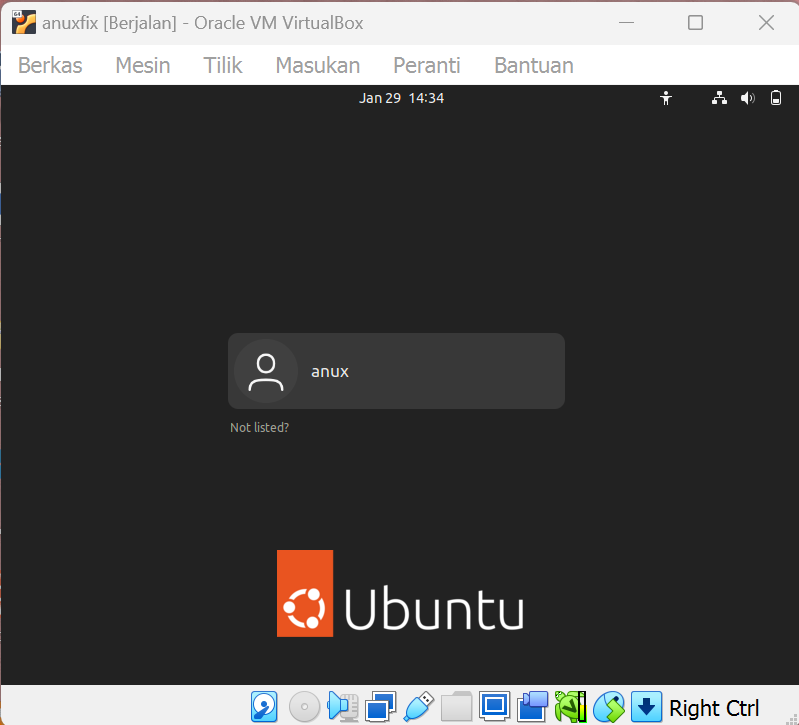 anuxfix [Berjalan] - Oracle VM VirtualBox
Berkas Mesin Tilik Masukan Peranti Bantuan
Jan 29 14:34
anux
Not listed?
Ubuntu
Right Ctrl